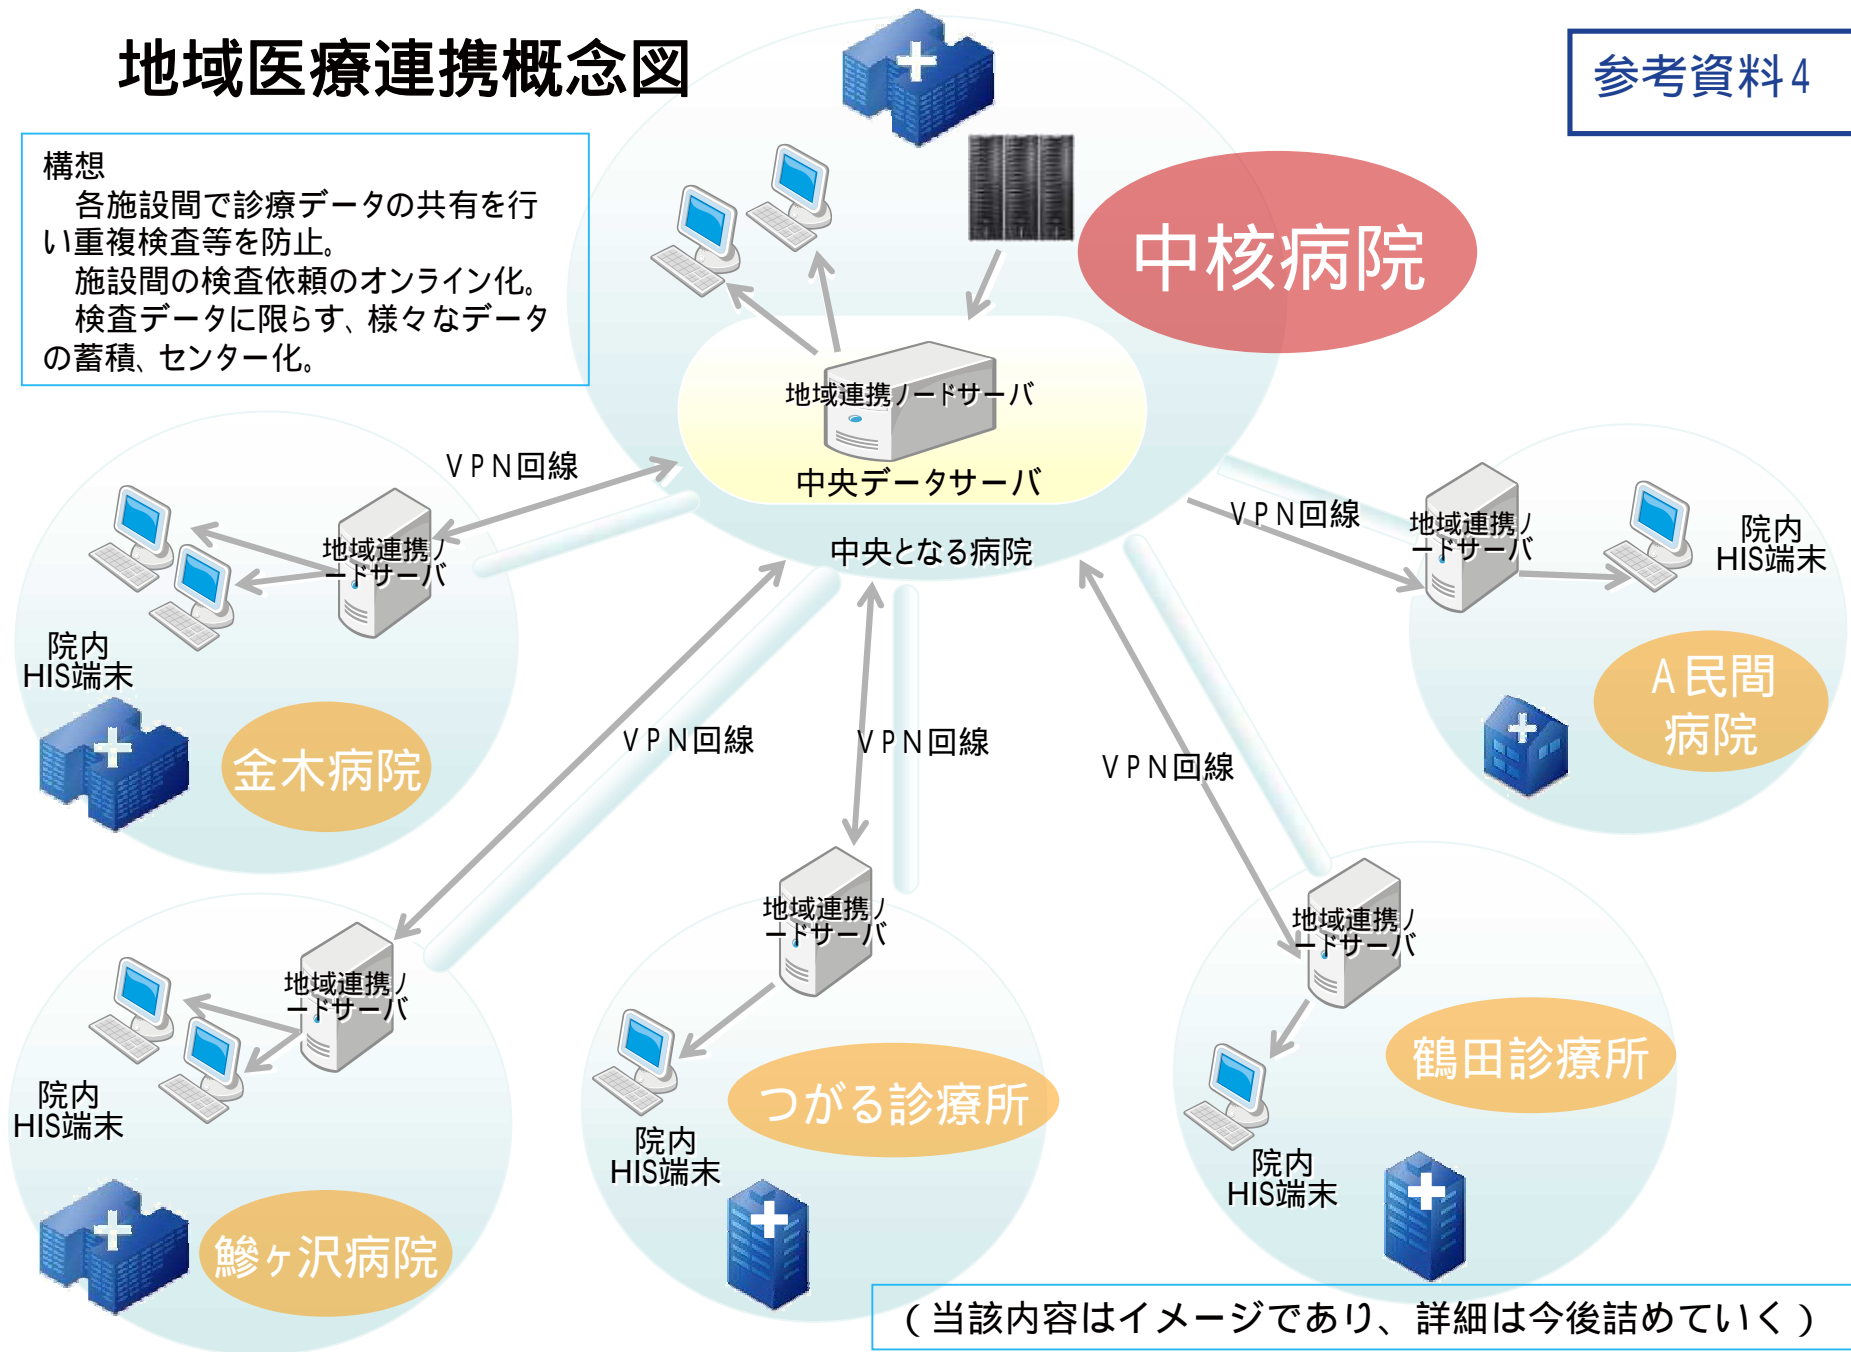 地域医療連携概念図
参考資料4
構想
各施設間で診療データの共有を行
い重複検査等を防止。
施設間の検査依頼のオンライン化。
検査データに限らす、様々なデータ
の蓄積、センター化。
中核病院
地域連携ノードサーバ
中央データサーバ
中央となる病院
VPN回線
地域連携ノ
ードサーバ
院内
HIS端末
金木病院
VPN回線
地域連携ノ
ードサーバ
院内
HIS端末
A民間
病院
VPN回線
VPN回線
VPN回線
地域連携ノ
ードサーバ
院内
HIS端末
鰺ヶ沢病院
地域連携ノ
ードサーバ
つがる診療所
院内
HIS端末
地域連携ノ
ードサーバ
鶴田診療所
院内
HIS端末
(当該内容はイメージであり、詳細は今後詰めていく)